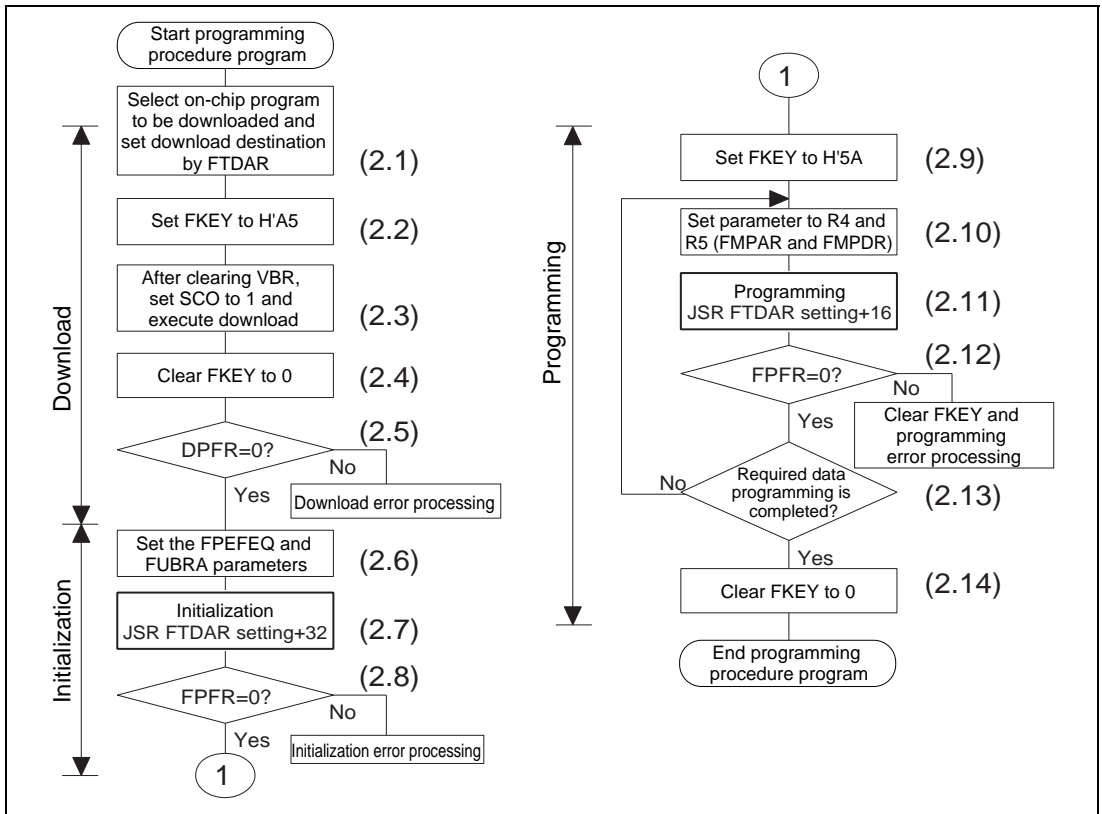 Start programming
procedure program
Select on-chip program
to be downloaded and
set download destination
by FTDAR
(2.1)
Set FKEY to H'A5
(2.2)
After clearing VBR,
set SCO to 1 and
execute download
(2.3)
Clear FKEY to 0
(2.4)
DPFR=0?
(2.5)
No
Yes
Download error processing
Download
Set the FPEFEQ and
FUBRA parameters
(2.6)
Initialization
JSR FTDAR setting+32
(2.7)
FPFR=0?
(2.8)
No
Yes
Initialization error processing
Initialization
1
1
Set FKEY to H'5A
(2.9)
Set parameter to R4 and
R5 (FMPAR and FMPDR)
(2.10)
Programming
JSR FTDAR setting+16
(2.11)
FPFR=0?
(2.12)
No
Yes
Clear FKEY and
programming
error processing
Programming
Required data
programming is
completed?
(2.13)
No
Yes
Clear FKEY to 0
(2.14)
End programming
procedure program